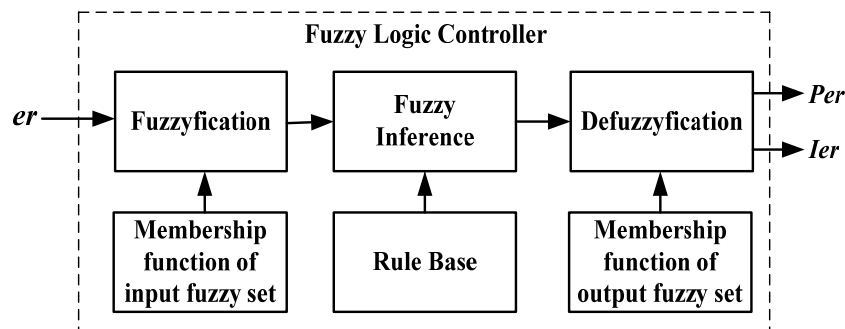 Fuzzy Logic Controller
er
Fuzzyfication
Fuzzy
Inference
Defuzzyfication
Per
Ier
Membership
function of
input fuzzy set
Rule Base
Membership
function of
output fuzzy set